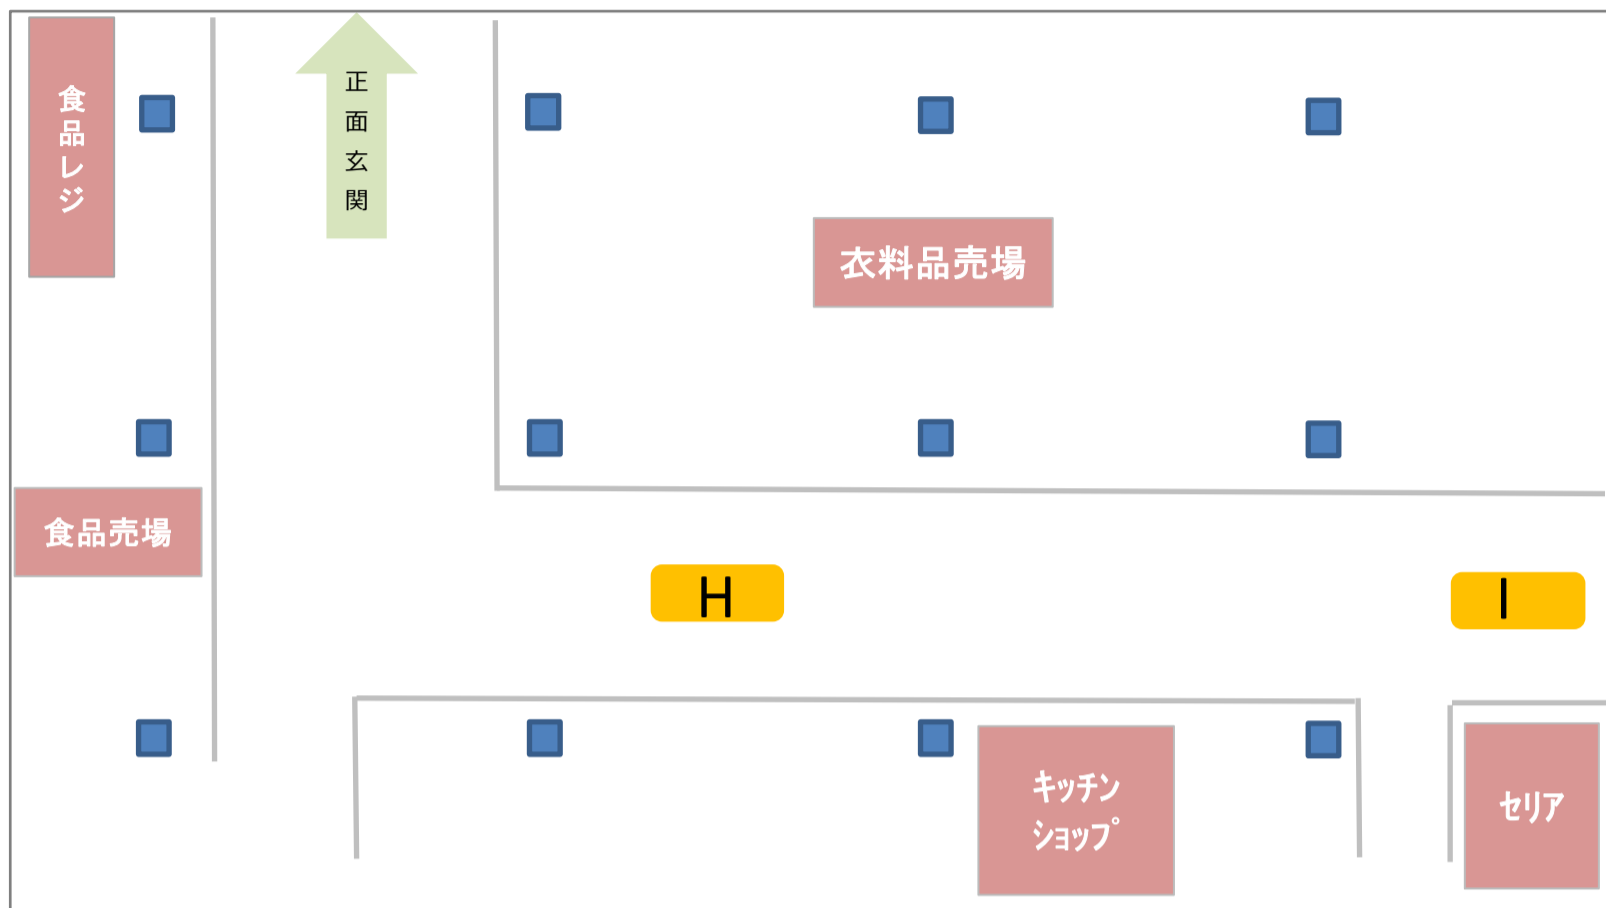 食品レジ
正面玄関
衣料品売場
食品売場
H
I
キッチン
ショップ
セリア